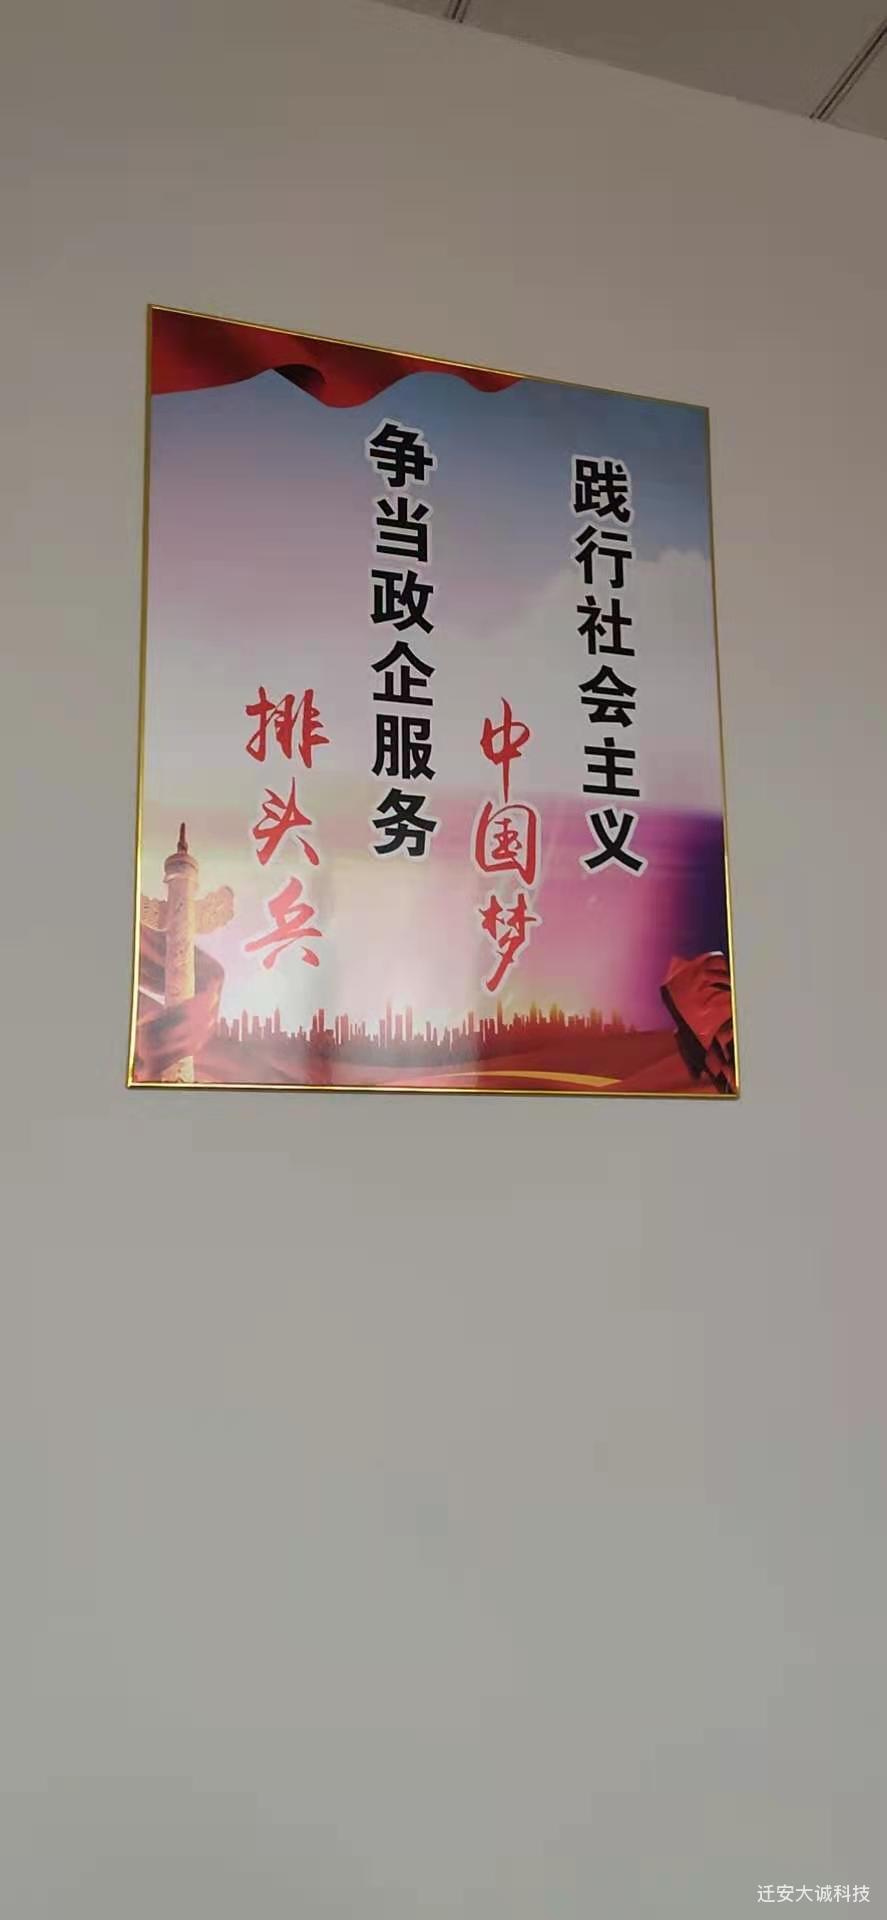 践行社会主义
中国梦
争当政企服务
排头兵
迁安大诚科技